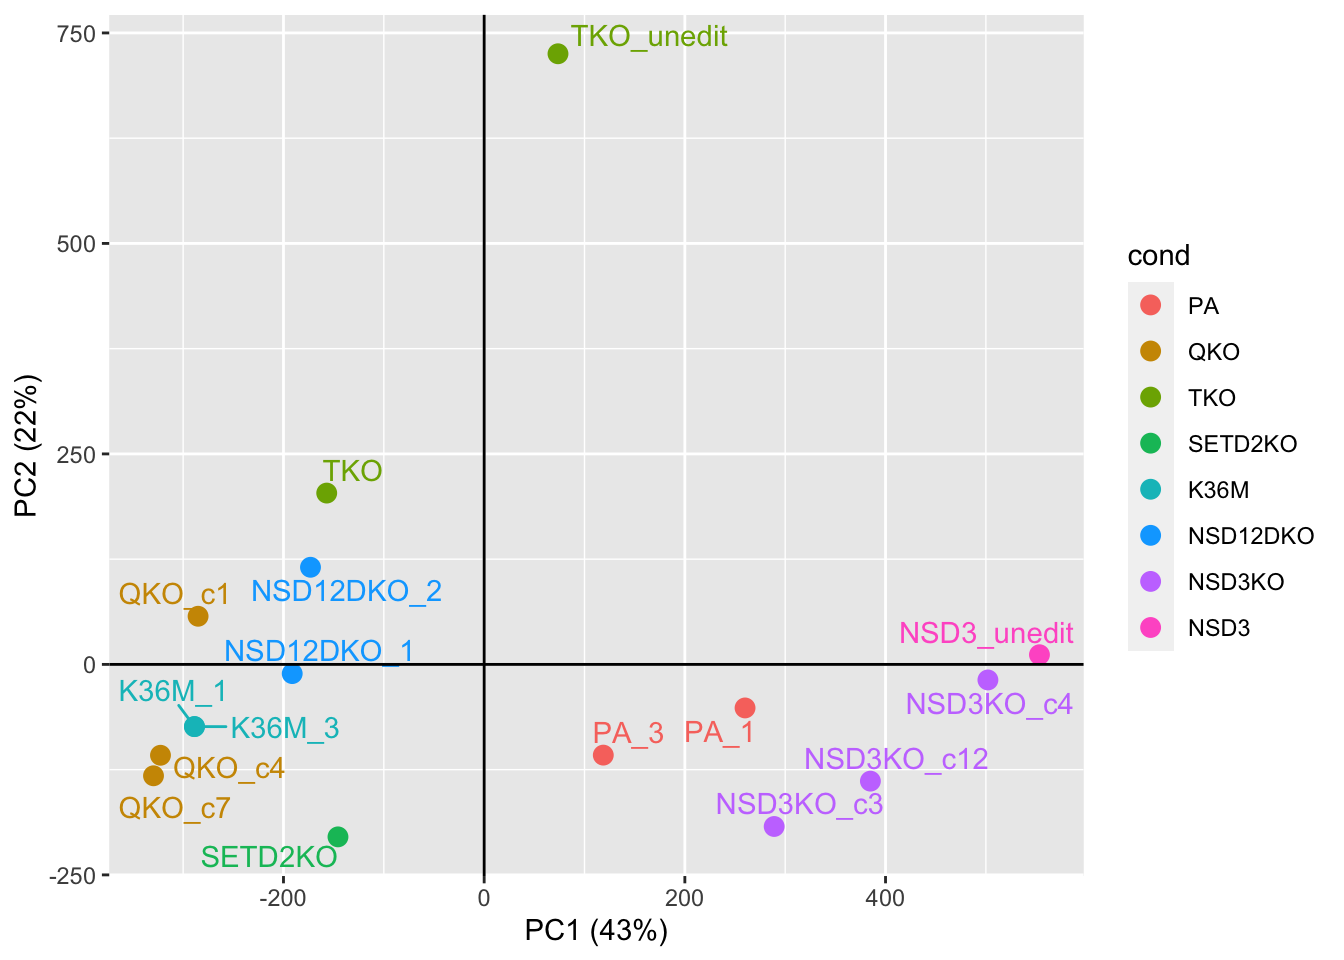 750
TKO_unedit
500
cond
PA
QKO
TKO
SETD2KO
K36M
NSD12DKO
NSD3KO
NSD3
PC2 (22%)
250
TKO
NSD12DKO_2
QKO_c1
NSD12DKO_1
NSD3_unedit
0
K36M_1
K36M_3
NSD3KO_c4
PA_3
PA_1
QKO_c4
NSD3KO_c12
QKO_c7
NSD3KO_c3
SETD2KO
-250
-200
0
200
400
PC1 (43%)